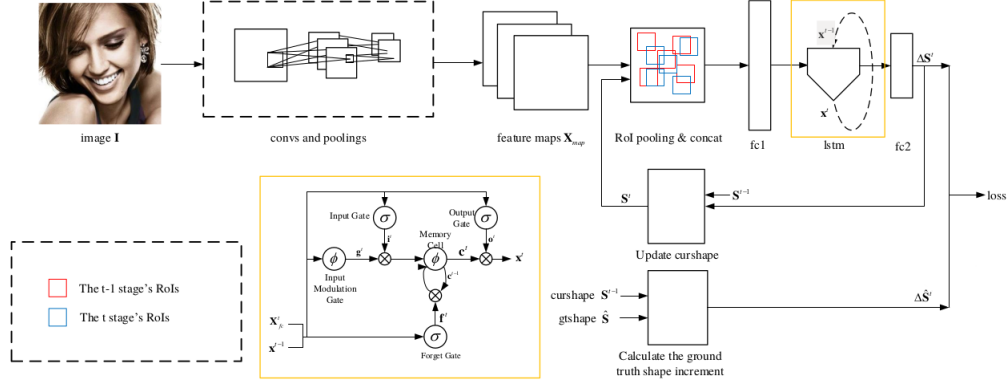 image I
convs and poolings
feature maps X_map
RoI pooling & concat
fc1
x^{t-1}
x^t
lstm
fc2
ΔS^t
loss
S^t
S^{t-1}
Update curshape
curshape S^{t-1}
gtshape Ŝ
ΔŜ^t
Calculate the ground
truth shape increment
The t-1 stage's RoIs
The t stage's RoIs
Input Gate
σ
i^t
Output
Gate
σ
o^t
Memory
Cell
ϕ
g^t
ϕ
c^t
x^t
Input
Modulation
Gate
c^{t-1}
f^t
σ
Forget Gate
X^t_{fc}
x^{t-1}